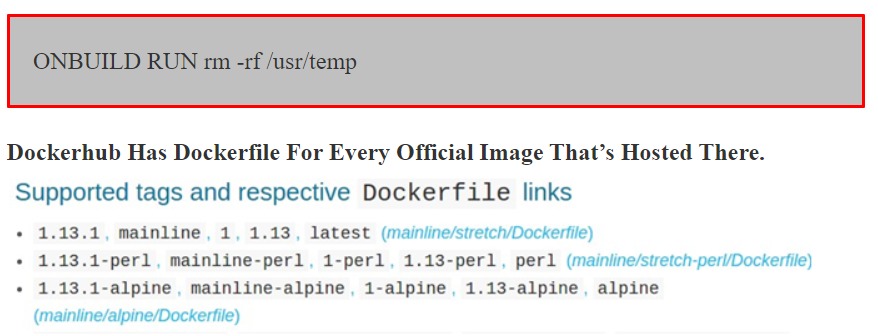 ONBUILD RUN rm -rf /usr/temp
Dockerhub Has Dockerfile For Every Official Image That’s Hosted There.
Supported tags and respective Dockerfile links
• 1.13.1, mainline, 1, 1.13, latest (mainline/stretch/Dockerfile)
• 1.13.1-perl, mainline-perl, 1-perl, 1.13-perl, perl (mainline/stretch-perl/Dockerfile)
• 1.13.1-alpine, mainline-alpine, 1-alpine, 1.13-alpine, alpine
(mainline/alpine/Dockerfile)